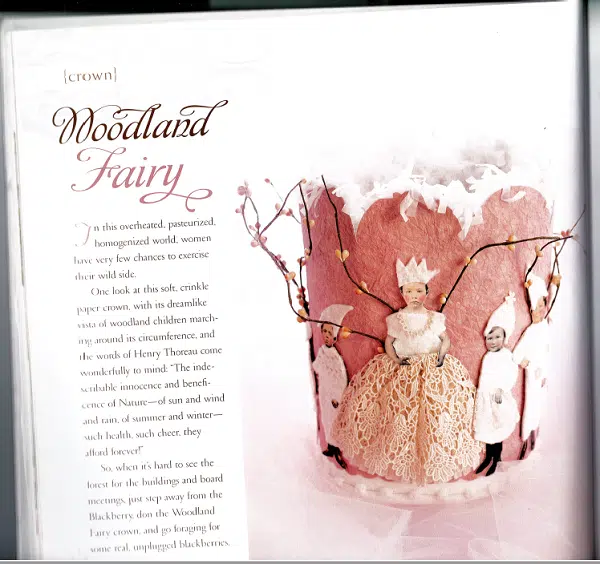 {crown}
Woodland
Fairy
In this overheated, pasteurized,
homogenized world, women
have very few chances to exercise
their wild side.
One look at this soft, crinkle
paper crown, with its dreamlike
vista of woodland children march-
ing around its circumference, and
the words of Henry Thoreau come
wonderfully to mind: "The inde-
scribable innocence and benefi-
cence of Nature—of sun and wind
and rain, of summer and winter—
such health, such cheer, they
afford forever!"
So, when it's hard to see the
forest for the buildings and board
meetings, just step away from the
Blackberry, don the Woodland
Fairy crown, and go foraging for
some real, unplugged blackberries.